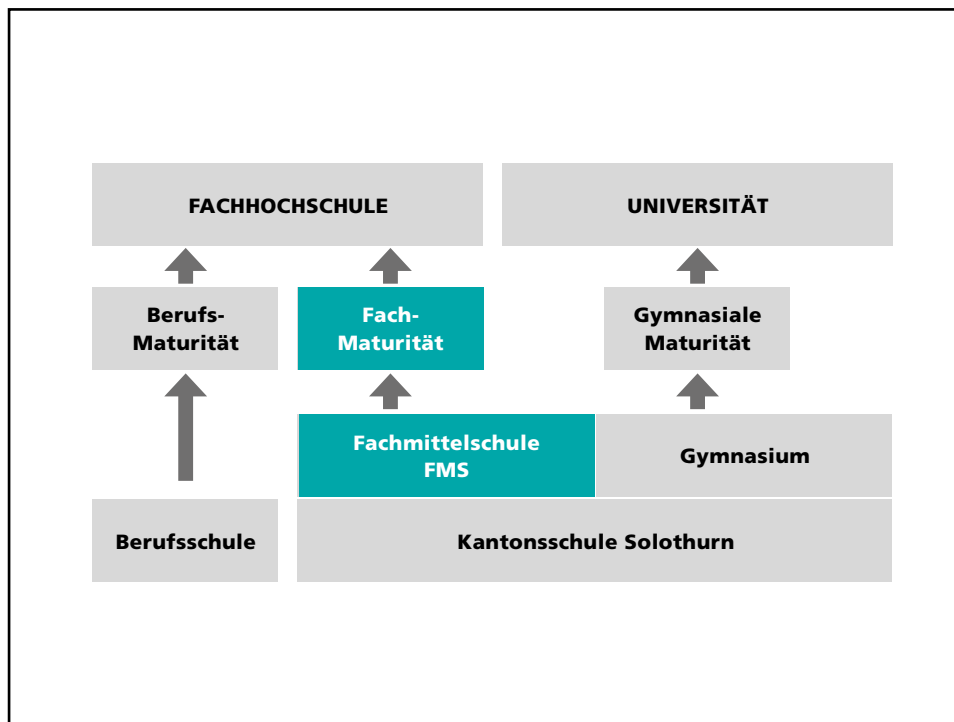 FACHHOCHSCHULE
UNIVERSITÄT
Berufs-
Maturität
Fach-
Maturität
Gymnasiale
Maturität
Fachmittelschule
FMS
Gymnasium
Berufsschule
Kantonsschule Solothurn